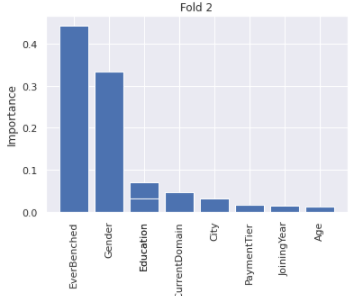 Fold 2
Importance
0.4
0.3
0.2
0.1
0.0
EverBenched
Gender
Education
CurrentDomain
City
PaymentTier
JoiningYear
Age